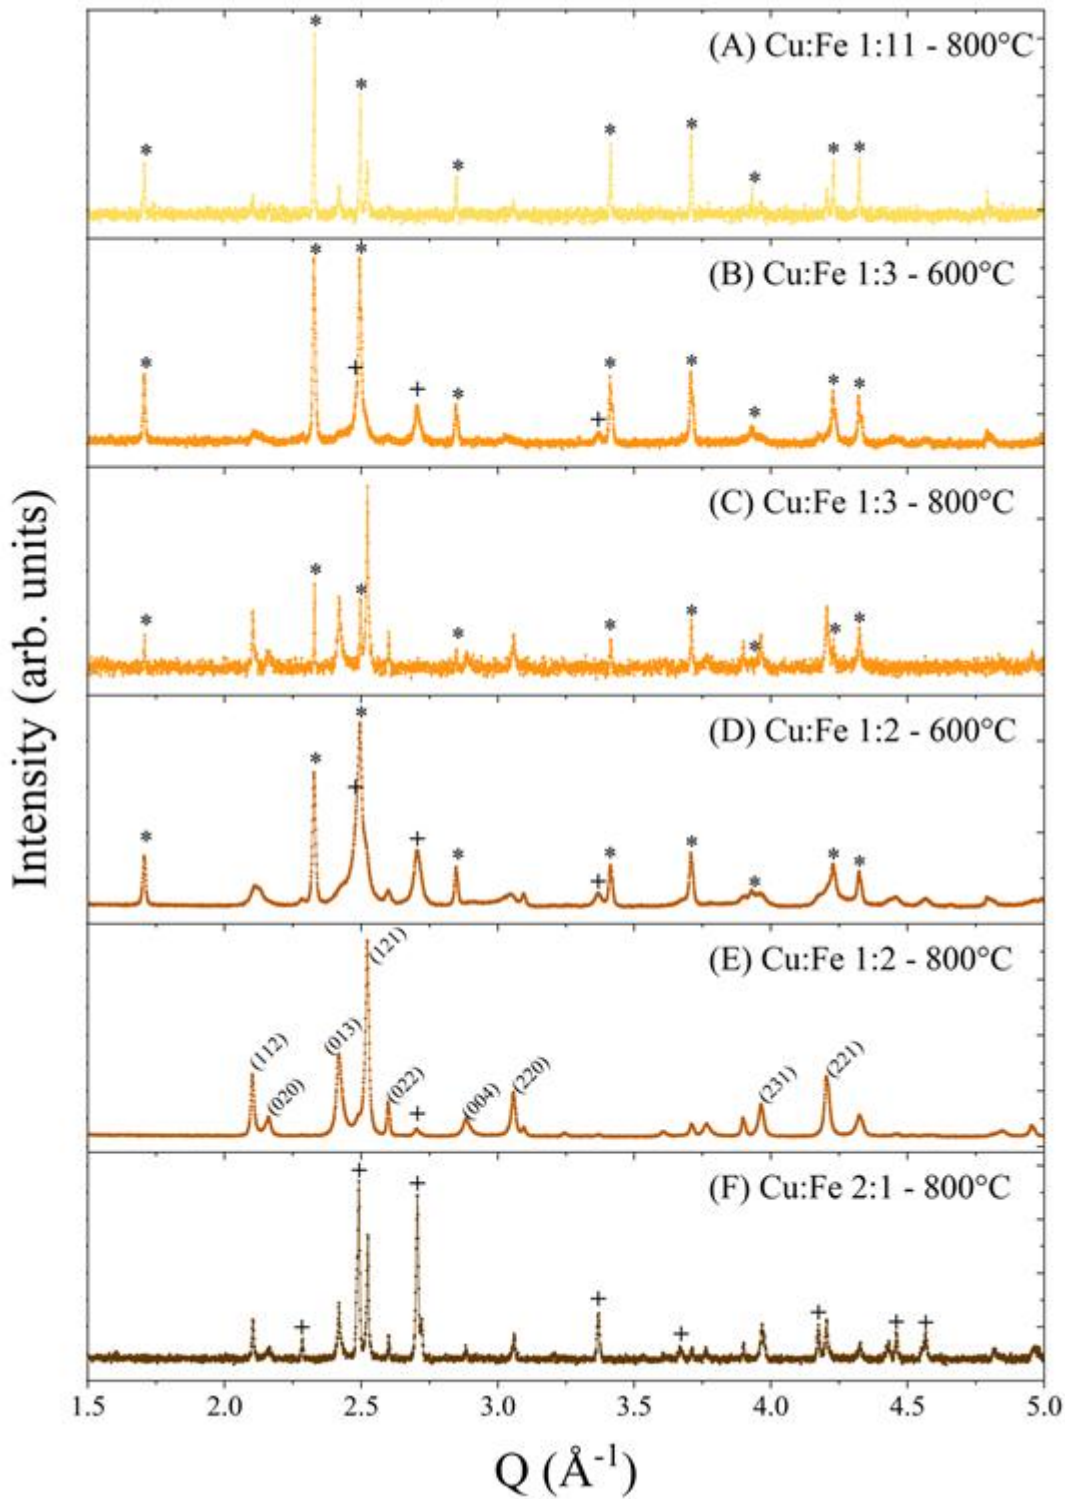 (A) Cu:Fe 1:11 - 800°C
* * * * * * * * *
(B) Cu:Fe 1:3 - 600°C
* * * * * * * * *
+ + +
(C) Cu:Fe 1:3 - 800°C
* * * * * * * * *
(D) Cu:Fe 1:2 - 600°C
* * * * * * * * *
+ + +
(E) Cu:Fe 1:2 - 800°C
(112)
(020)
(013)
(121)
(022)
+
(004)
(220)
(231)
(221)
(F) Cu:Fe 2:1 - 800°C
+ + + + + + + +
1.5 2.0 2.5 3.0 3.5 4.0 4.5 5.0
Q (Å⁻¹)
Intensity (arb. units)